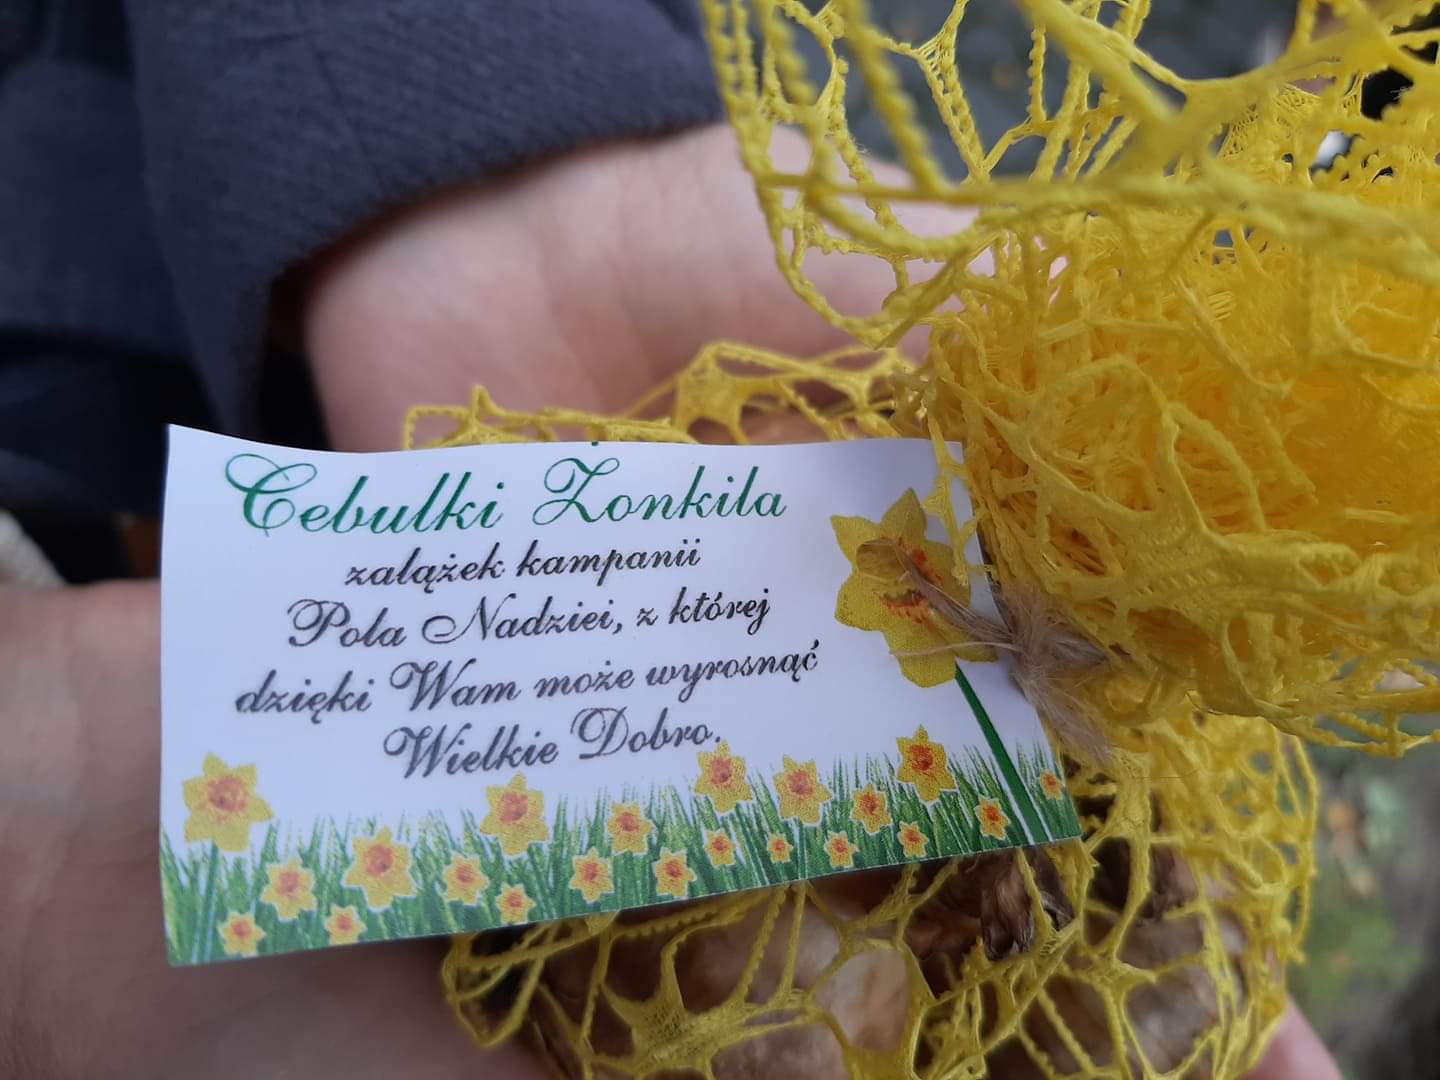 Cebulki Żonkila
zalążek kampanii
Pola Nadziei, z której
dzięki Wam może wyrosnąć
Wielkie Dobro.